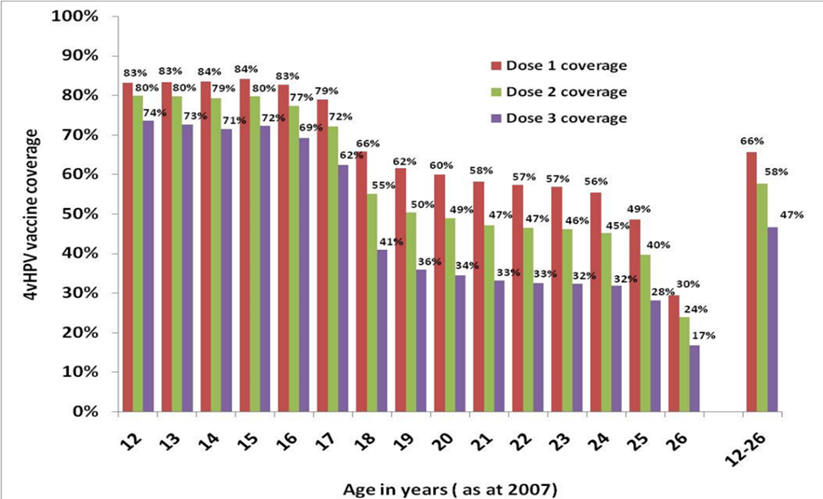 100%
90%
80%
70%
60%
50%
40%
30%
20%
10%
0%
4vHPV vaccine coverage
Dose 1 coverage
Dose 2 coverage
Dose 3 coverage
83% 80% 74%
83% 80% 73%
84% 79% 71%
84% 80% 72%
83% 77% 69%
79% 72% 62%
66% 55% 41%
62% 50% 36%
60% 49% 34%
58% 47% 33%
57% 47% 33%
57% 46% 32%
56% 45% 32%
49% 40% 28%
30% 24% 17%
66% 58% 47%
12 13 14 15 16 17 18 19 20 21 22 23 24 25 26 12-26
Age in years ( as at 2007)